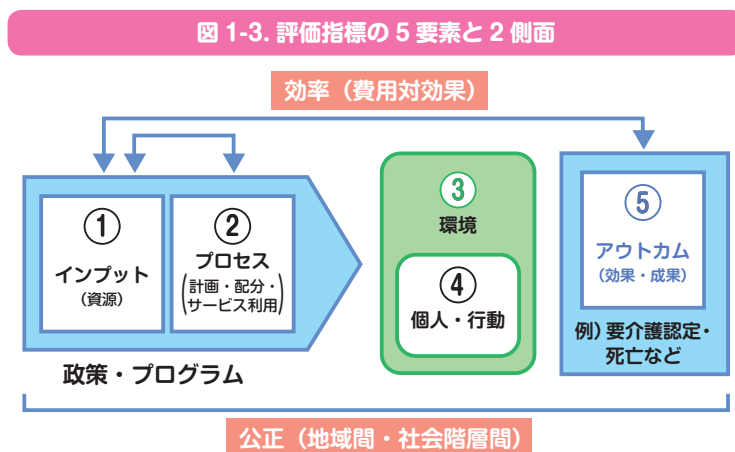 図 1-3. 評価指標の 5 要素と 2 側面
効率（費用対効果）
①
インプット
（資源）
②
プロセス
（計画・配分・
サービス利用）
政策・プログラム
③
環境
④
個人・行動
⑤
アウトカム
（効果・成果）
例）要介護認定・
死亡など
公正（地域間・社会階層間）